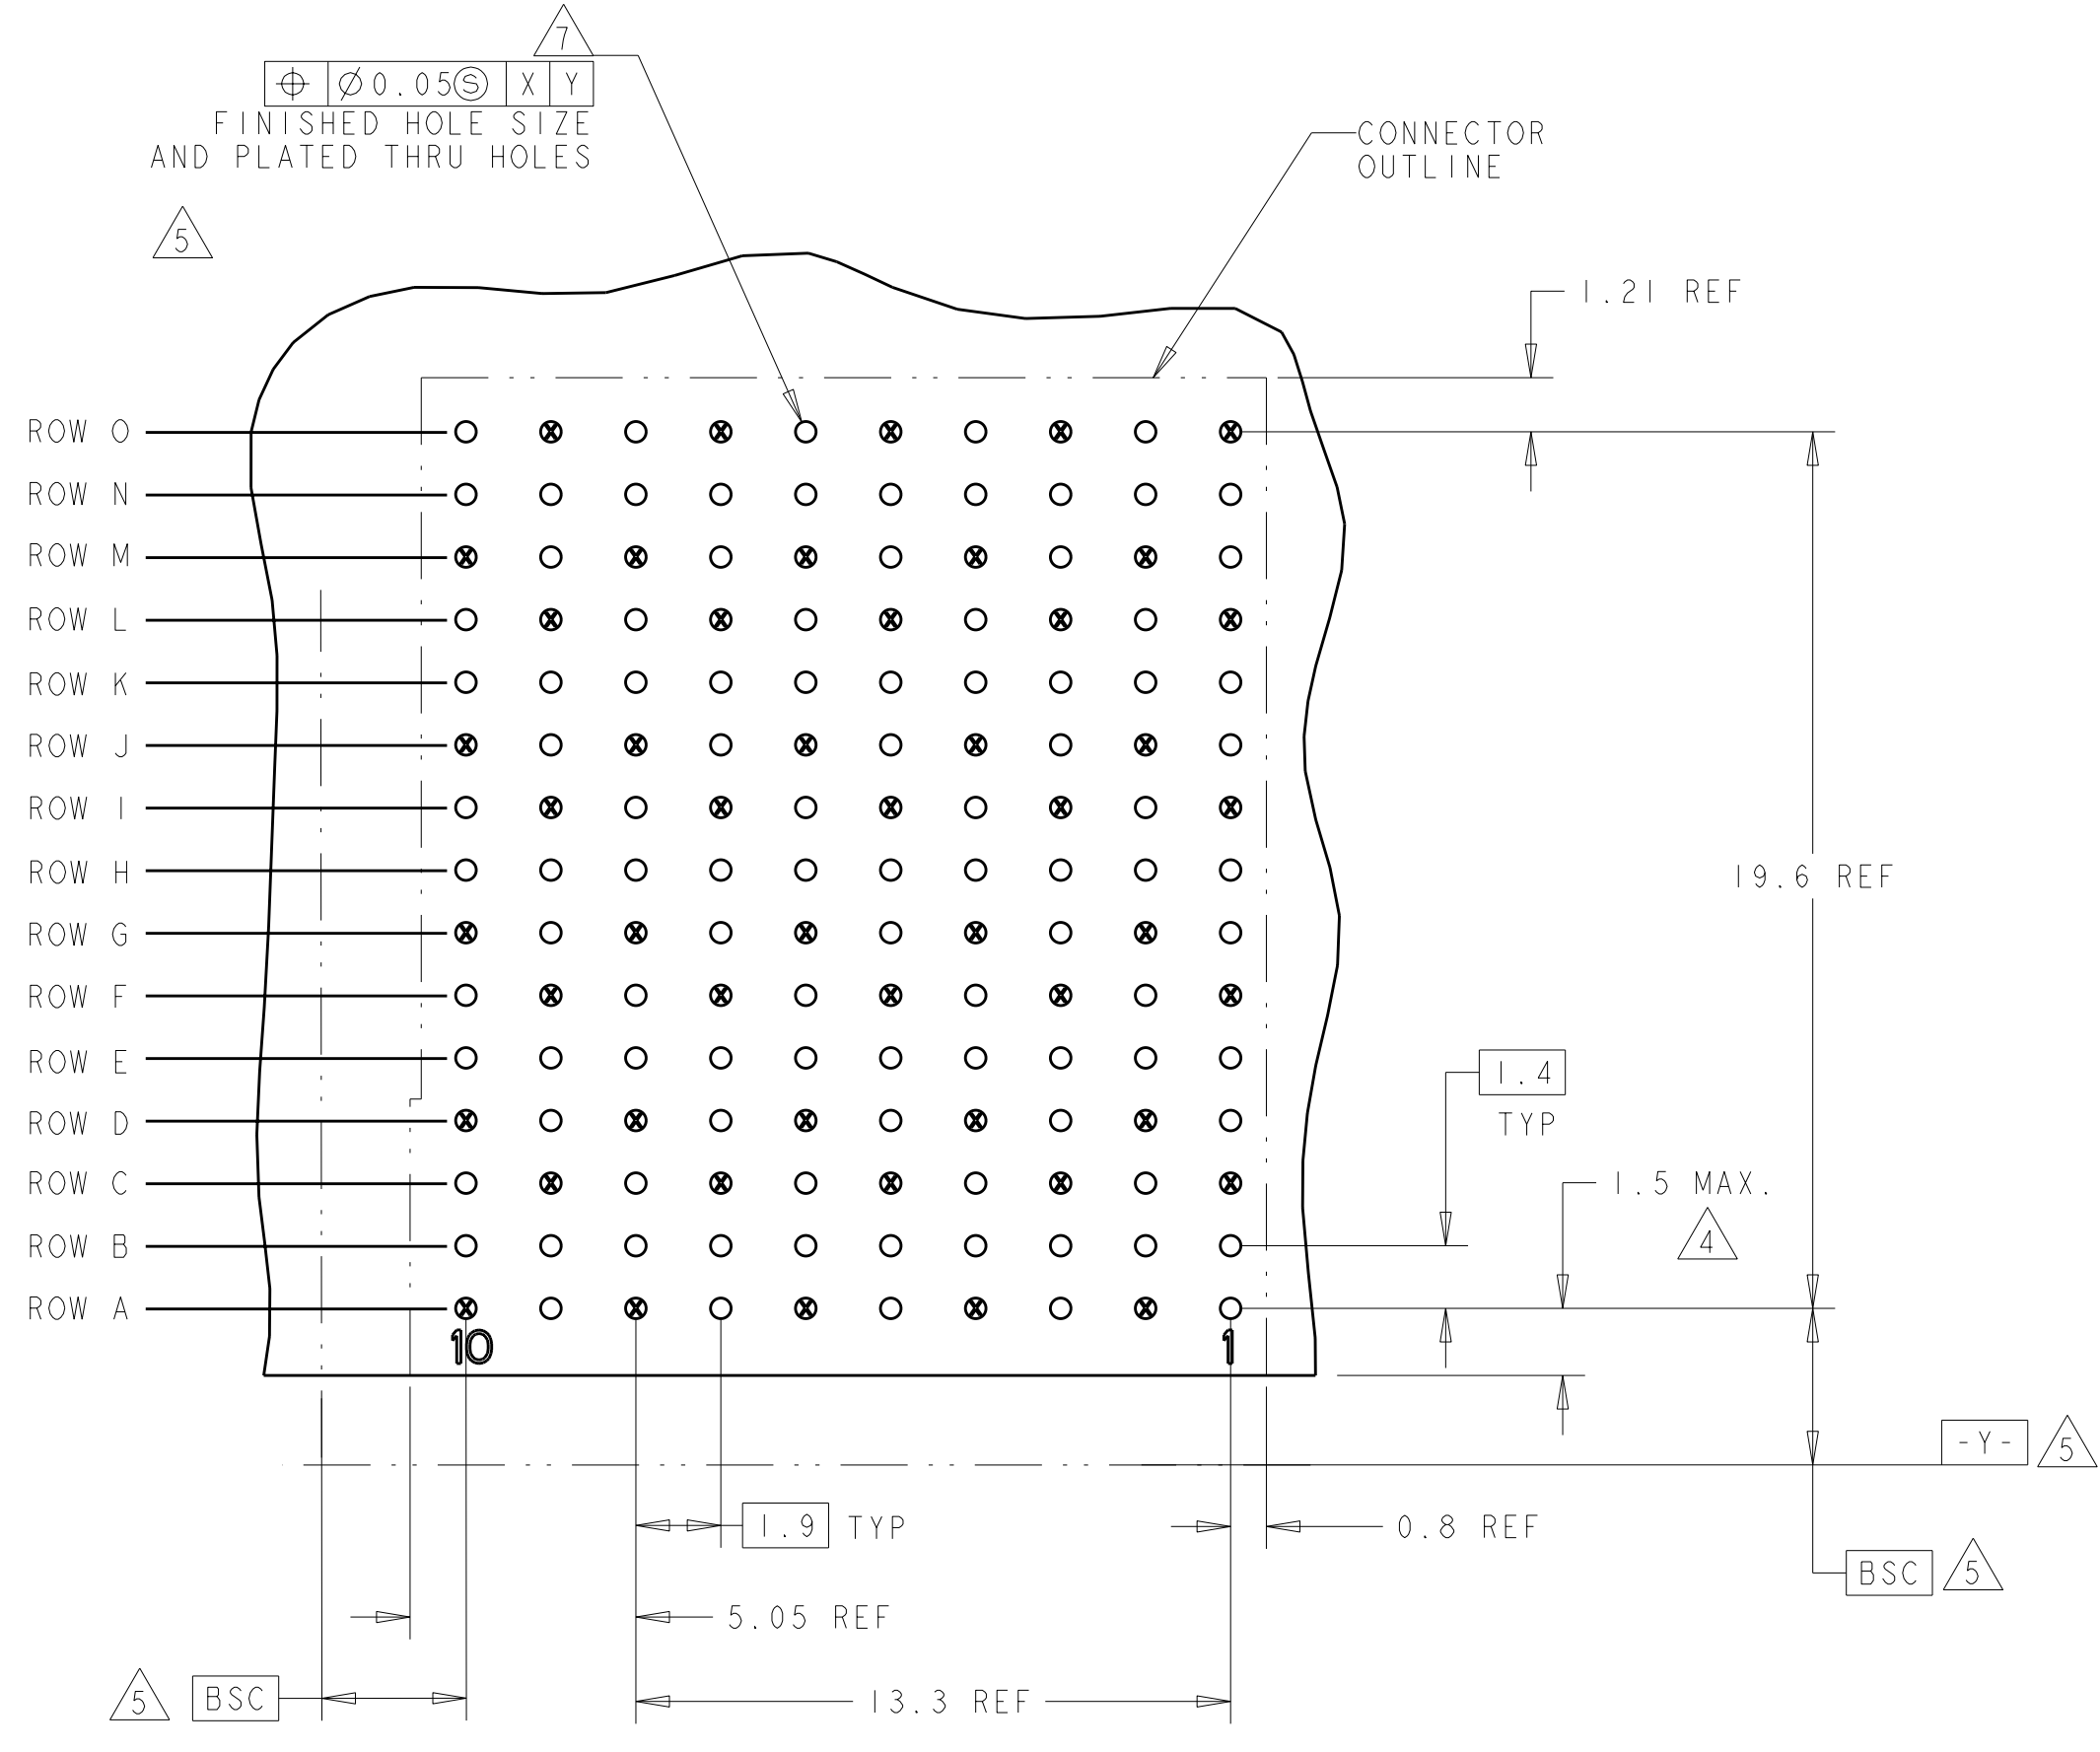 7
⌖ ⌀0.05Ⓢ X Y
FINISHED HOLE SIZE
AND PLATED THRU HOLES
5
CONNECTOR
OUTLINE
1.21 REF
ROW O
ROW N
ROW M
ROW L
ROW K
ROW J
ROW I
ROW H
19.6 REF
ROW G
ROW F
ROW E
1.4
TYP
ROW D
ROW C
1.5 MAX.
4
ROW B
ROW A
10
1
-Y- 5
1.9 TYP
0.8 REF
BSC 5
5.05 REF
5 BSC
13.3 REF